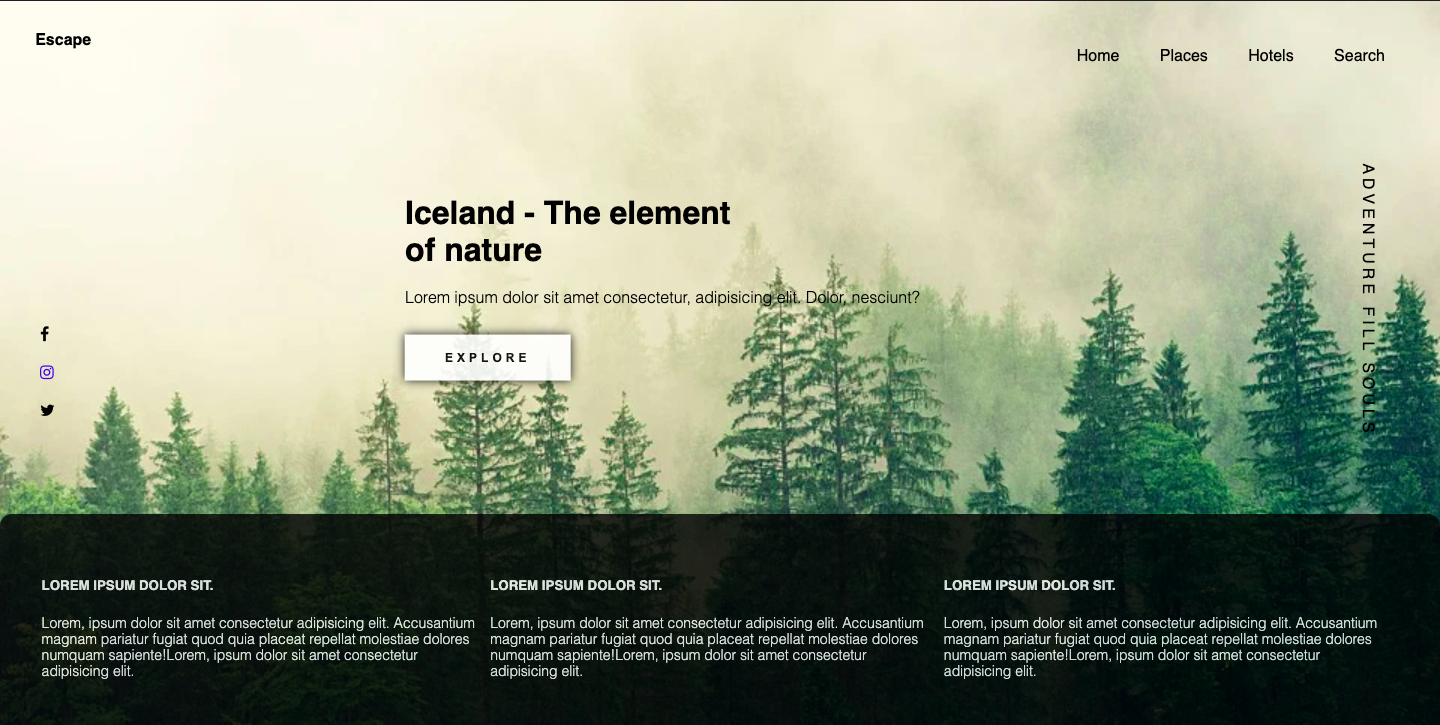 Escape
Home Places Hotels Search
ADVENTURE FILL SOULS
Iceland - The element
of nature
Lorem ipsum dolor sit amet consectetur, adipisicing elit. Dolor, nesciunt?
EXPLORE
LOREM IPSUM DOLOR SIT.
Lorem, ipsum dolor sit amet consectetur adipisicing elit. Accusantium
magnam pariatur fugiat quod quia placeat repellat molestiae dolores
numquam sapiente!Lorem, ipsum dolor sit amet consectetur
adipisicing elit.
LOREM IPSUM DOLOR SIT.
Lorem, ipsum dolor sit amet consectetur adipisicing elit. Accusantium
magnam pariatur fugiat quod quia placeat repellat molestiae dolores
numquam sapiente!Lorem, ipsum dolor sit amet consectetur
adipisicing elit.
LOREM IPSUM DOLOR SIT.
Lorem, ipsum dolor sit amet consectetur adipisicing elit. Accusantium
magnam pariatur fugiat quod quia placeat repellat molestiae dolores
numquam sapiente!Lorem, ipsum dolor sit amet consectetur
adipisicing elit.